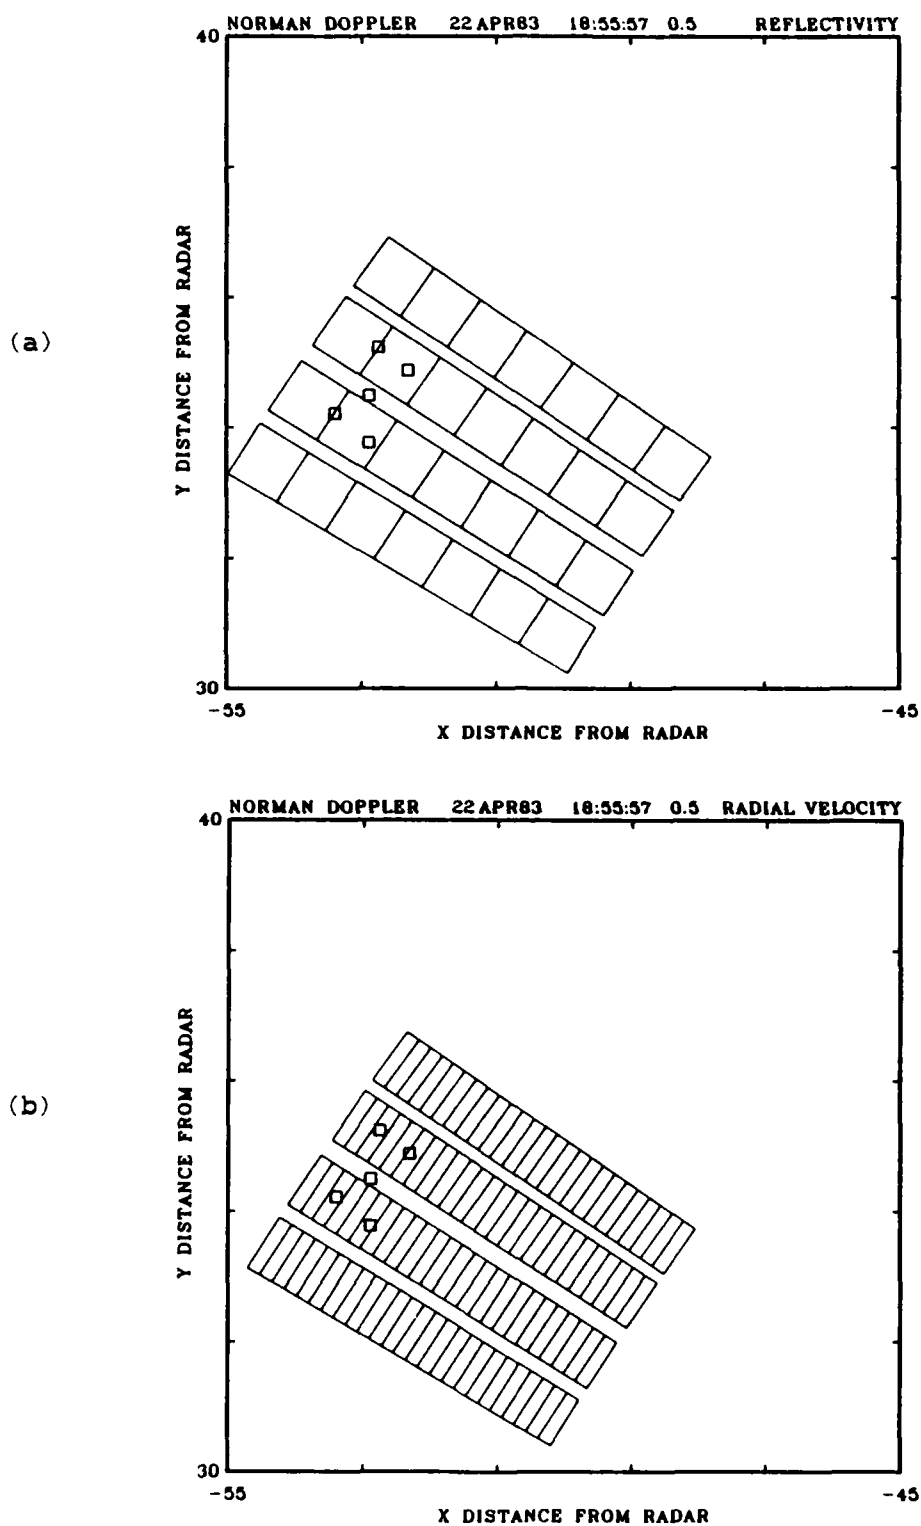 NORMAN DOPPLER 22APR83 18:55:57 0.5 REFLECTIVITY
40
Y DISTANCE FROM RADAR
(a)
30
-55 -45
X DISTANCE FROM RADAR
NORMAN DOPPLER 22APR83 18:55:57 0.5 RADIAL VELOCITY
40
Y DISTANCE FROM RADAR
(b)
30
-55 -45
X DISTANCE FROM RADAR